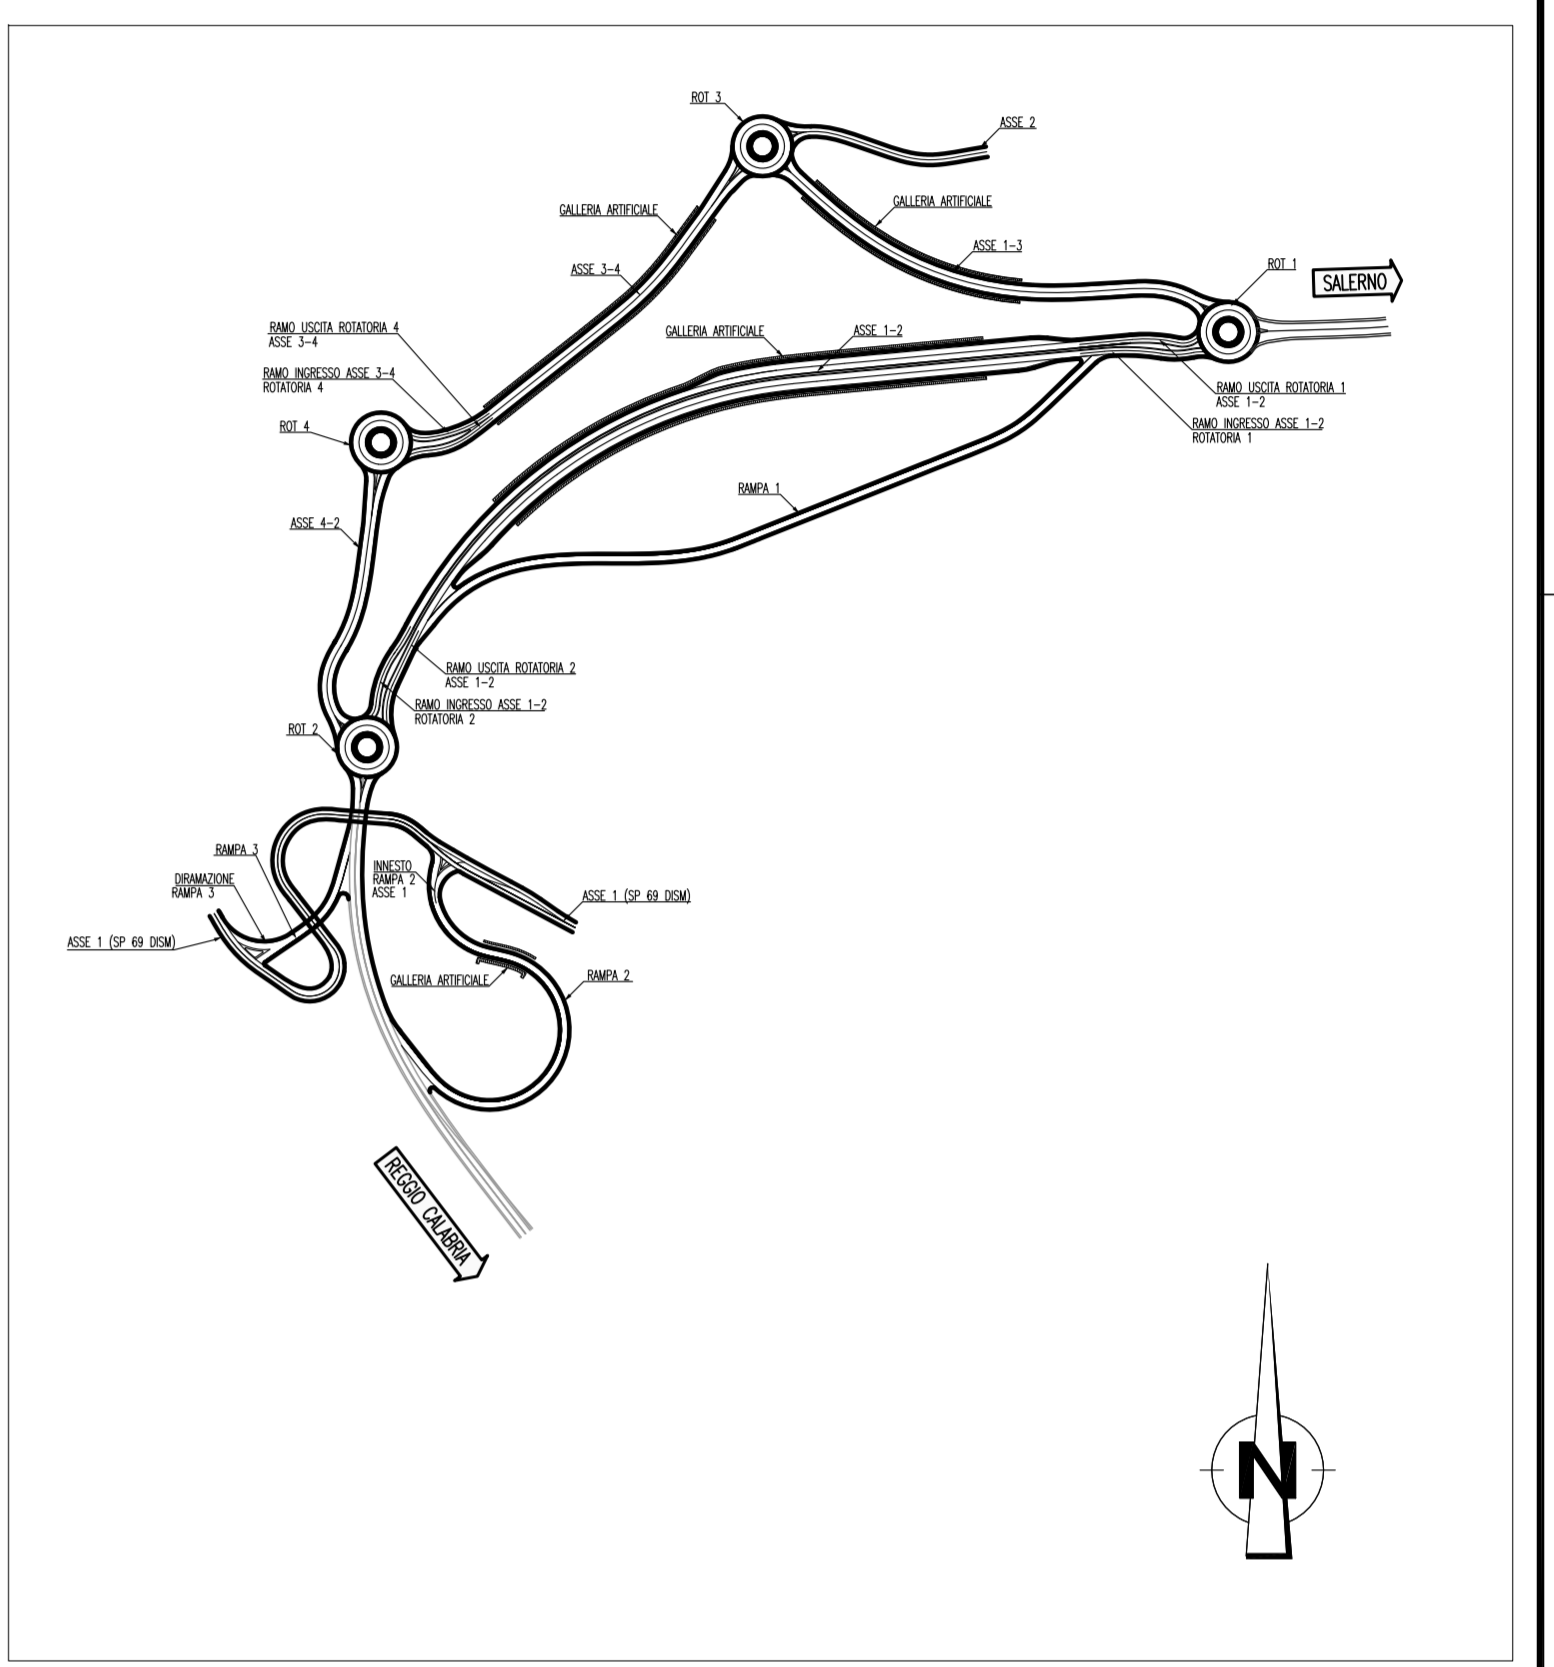 ROT 3
ASSE 2
GALLERIA ARTIFICIALE
GALLERIA ARTIFICIALE
ASSE 1-3
ASSE 3-4
ROT 1
SALERNO
RAMO USCITA ROTATORIA 4
ASSE 3-4
GALLERIA ARTIFICIALE
ASSE 1-2
RAMO INGRESSO ASSE 3-4
ROTATORIA 4
RAMO USCITA ROTATORIA 1
ASSE 1-2
ROT 4
RAMO INGRESSO ASSE 1-2
ROTATORIA 1
RAMPA 1
ASSE 4-2
RAMO USCITA ROTATORIA 2
ASSE 1-2
RAMO INGRESSO ASSE 1-2
ROTATORIA 2
ROT 2
RAMPA 3
DIRAMAZIONE
RAMPA 3
INNESTO
RAMPA 2
ASSE 1
ASSE 1 (SP 69 DISM)
ASSE 1 (SP 69 DISM)
GALLERIA ARTIFICIALE
RAMPA 2
REGGIO CALABRIA
N